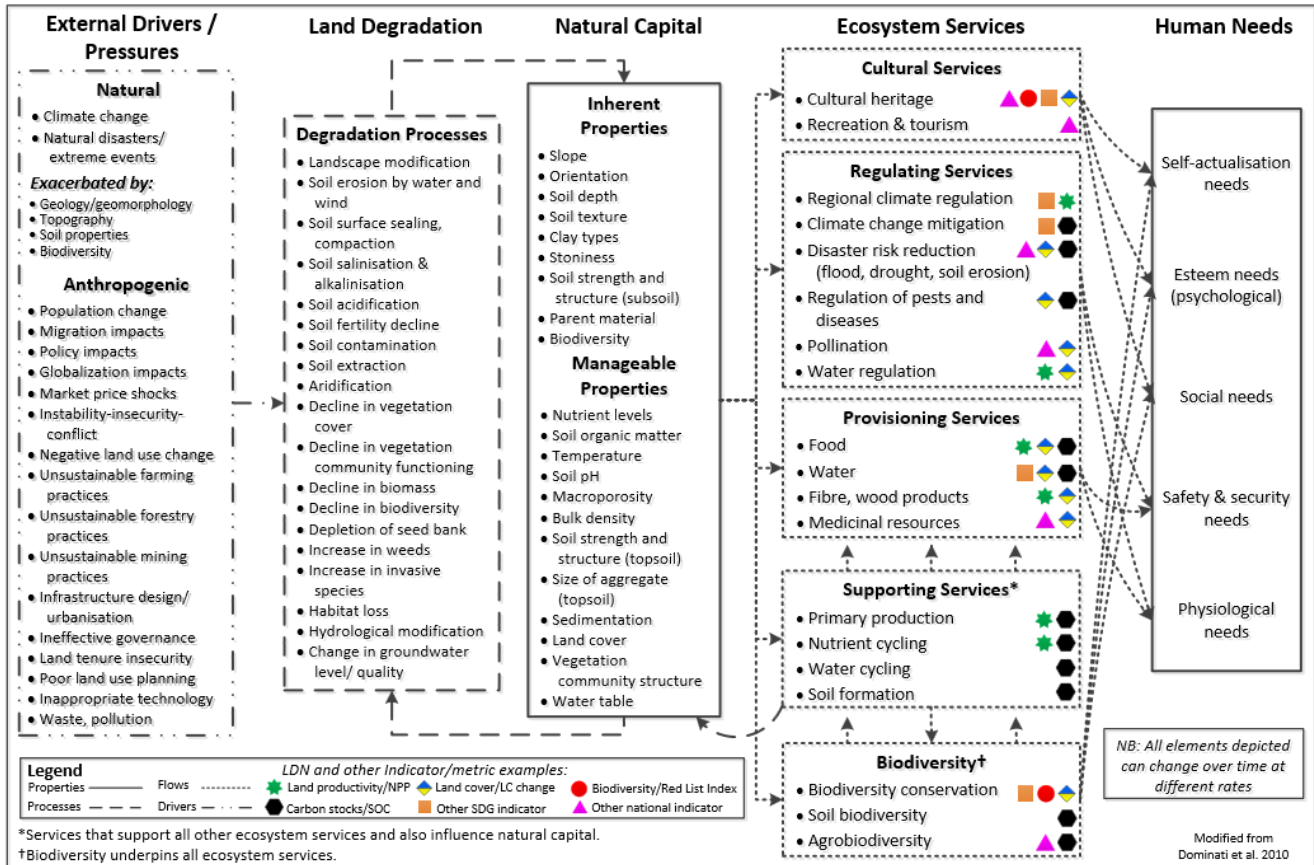 External Drivers / Pressures
Natural
• Climate change
• Natural disasters/
extreme events
Exacerbated by:
• Geology/geomorphology
• Topography
• Soil properties
• Biodiversity
Anthropogenic
• Population change
• Migration impacts
• Policy impacts
• Globalization impacts
• Market price shocks
• Instability-insecurity-
conflict
• Negative land use change
• Unsustainable farming
practices
• Unsustainable forestry
practices
• Unsustainable mining
practices
• Infrastructure design/
urbanisation
• Ineffective governance
• Land tenure insecurity
• Poor land use planning
• Inappropriate technology
• Waste, pollution
Land Degradation
Degradation Processes
• Landscape modification
• Soil erosion by water and
wind
• Soil surface sealing,
compaction
• Soil salinisation &
alkalinisation
• Soil acidification
• Soil fertility decline
• Soil contamination
• Soil extraction
• Aridification
• Decline in vegetation
cover
• Decline in vegetation
community functioning
• Decline in biomass
• Decline in biodiversity
• Depletion of seed bank
• Increase in weeds
• Increase in invasive
species
• Habitat loss
• Hydrological modification
• Change in groundwater
level/ quality
Natural Capital
Inherent
Properties
• Slope
• Orientation
• Soil depth
• Soil texture
• Clay types
• Stoniness
• Soil strength and
structure (subsoil)
• Parent material
• Biodiversity
Manageable
Properties
• Nutrient levels
• Soil organic matter
• Temperature
• Soil pH
• Macroporosity
• Bulk density
• Soil strength and
structure (topsoil)
• Size of aggregate
(topsoil)
• Sedimentation
• Land cover
• Vegetation
community structure
• Water table
Ecosystem Services
Cultural Services
• Cultural heritage
• Recreation & tourism
Regulating Services
• Regional climate regulation
• Climate change mitigation
• Disaster risk reduction
(flood, drought, soil erosion)
• Regulation of pests and
diseases
• Pollination
• Water regulation
Provisioning Services
• Food
• Water
• Fibre, wood products
• Medicinal resources
Supporting Services*
• Primary production
• Nutrient cycling
• Water cycling
• Soil formation
Biodiversity†
• Biodiversity conservation
• Soil biodiversity
• Agrobiodiversity
Human Needs
Self-actualisation
needs
Esteem needs
(psychological)
Social needs
Safety & security
needs
Physiological
needs
NB: All elements depicted
can change over time at
different rates
Legend
LDN and other Indicator/metric examples:
Properties
Flows
Land productivity/NPP
Land cover/LC change
Biodiversity/Red List Index
Processes
Drivers
Carbon stocks/SOC
Other SDG indicator
Other national indicator
*Services that support all other ecosystem services and also influence natural capital.
†Biodiversity underpins all ecosystem services.
Modified from
Dominati et al. 2010